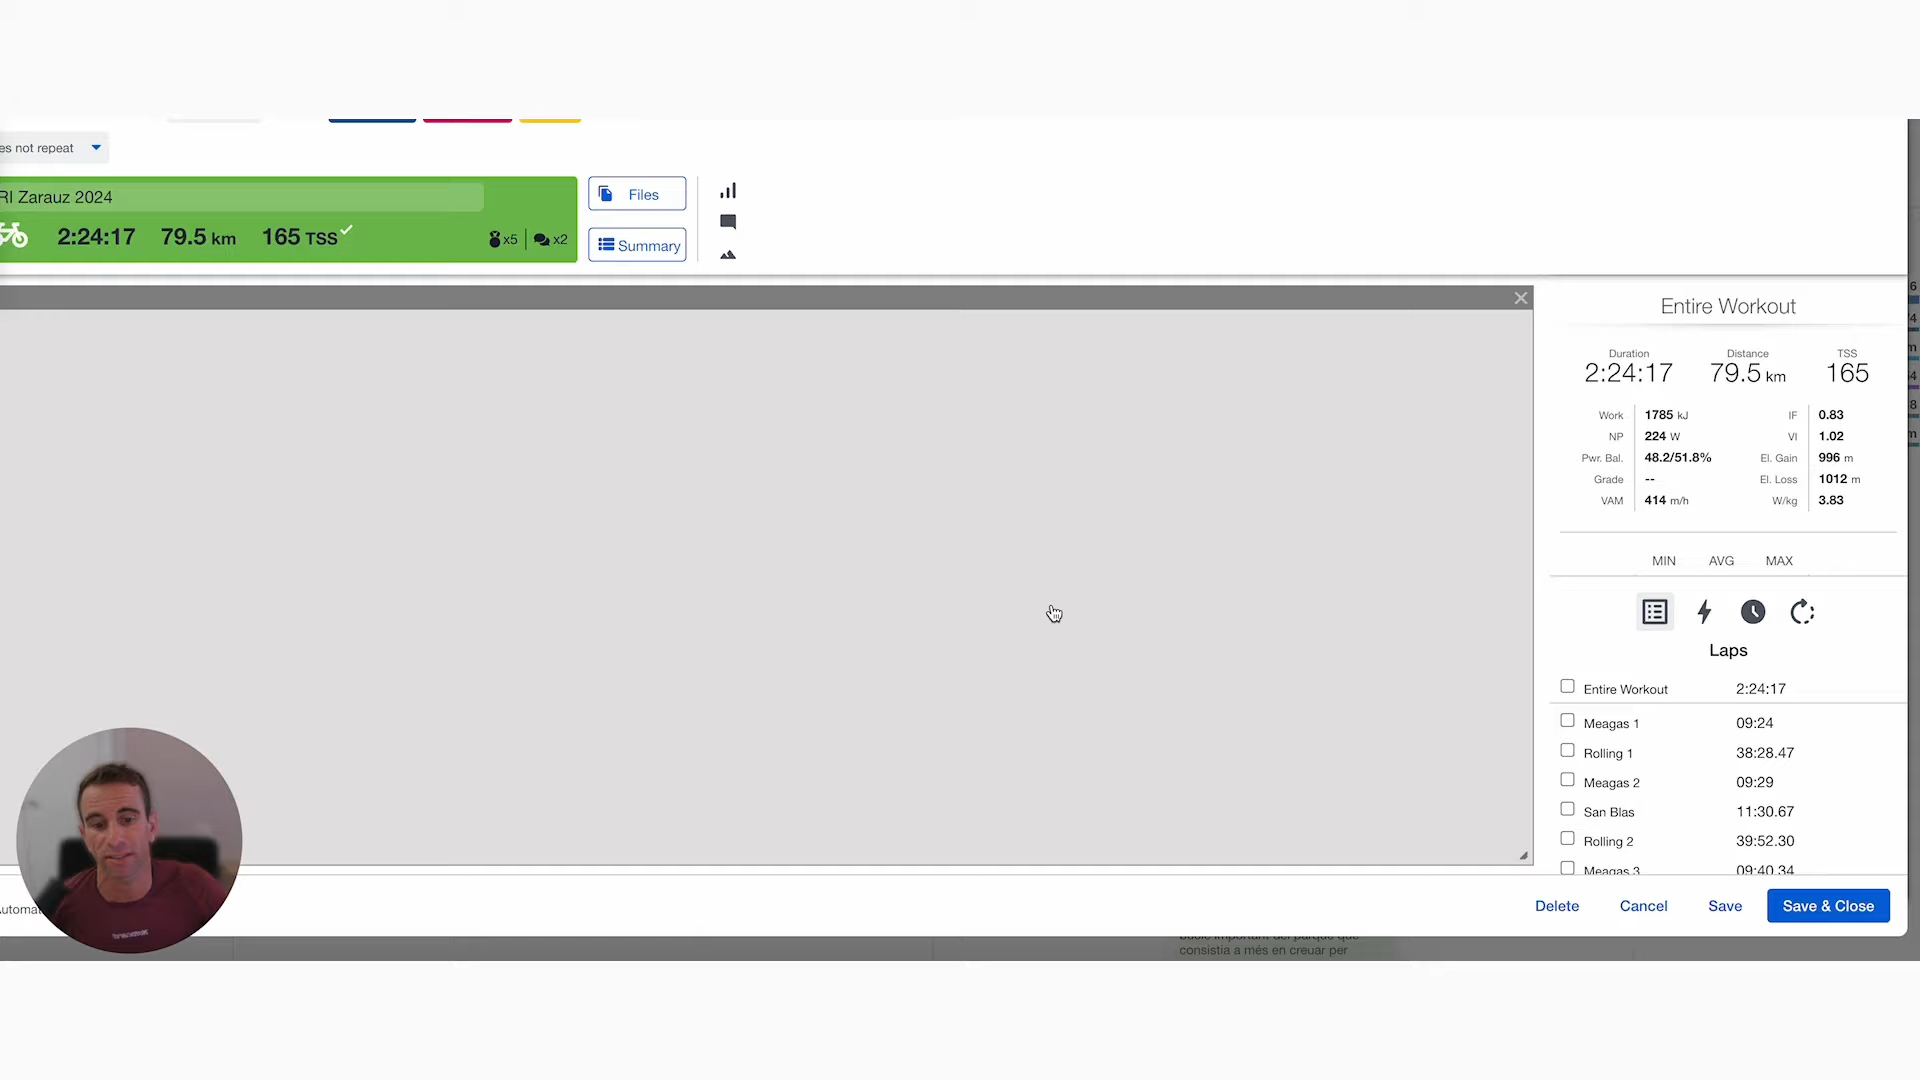 es not repeat
RI Zarauz 2024
2:24:17 79.5 km 165 TSS
x5 x2
Files
Summary
Entire Workout
Duration Distance TSS
2:24:17 79.5 km 165
Work 1785 kJ IF 0.83
NP 224 W VI 1.02
Pwr. Bal. 48.2/51.8% El. Gain 996 m
Grade -- El. Loss 1012 m
VAM 414 m/h W/kg 3.83
MIN AVG MAX
Laps
Entire Workout 2:24:17
Meagas 1 09:24
Rolling 1 38:28.47
Meagas 2 09:29
San Blas 11:30.67
Rolling 2 39:52.30
Meagas 3 09:40.34
Delete Cancel Save Save & Close
consistia a més en creuar per